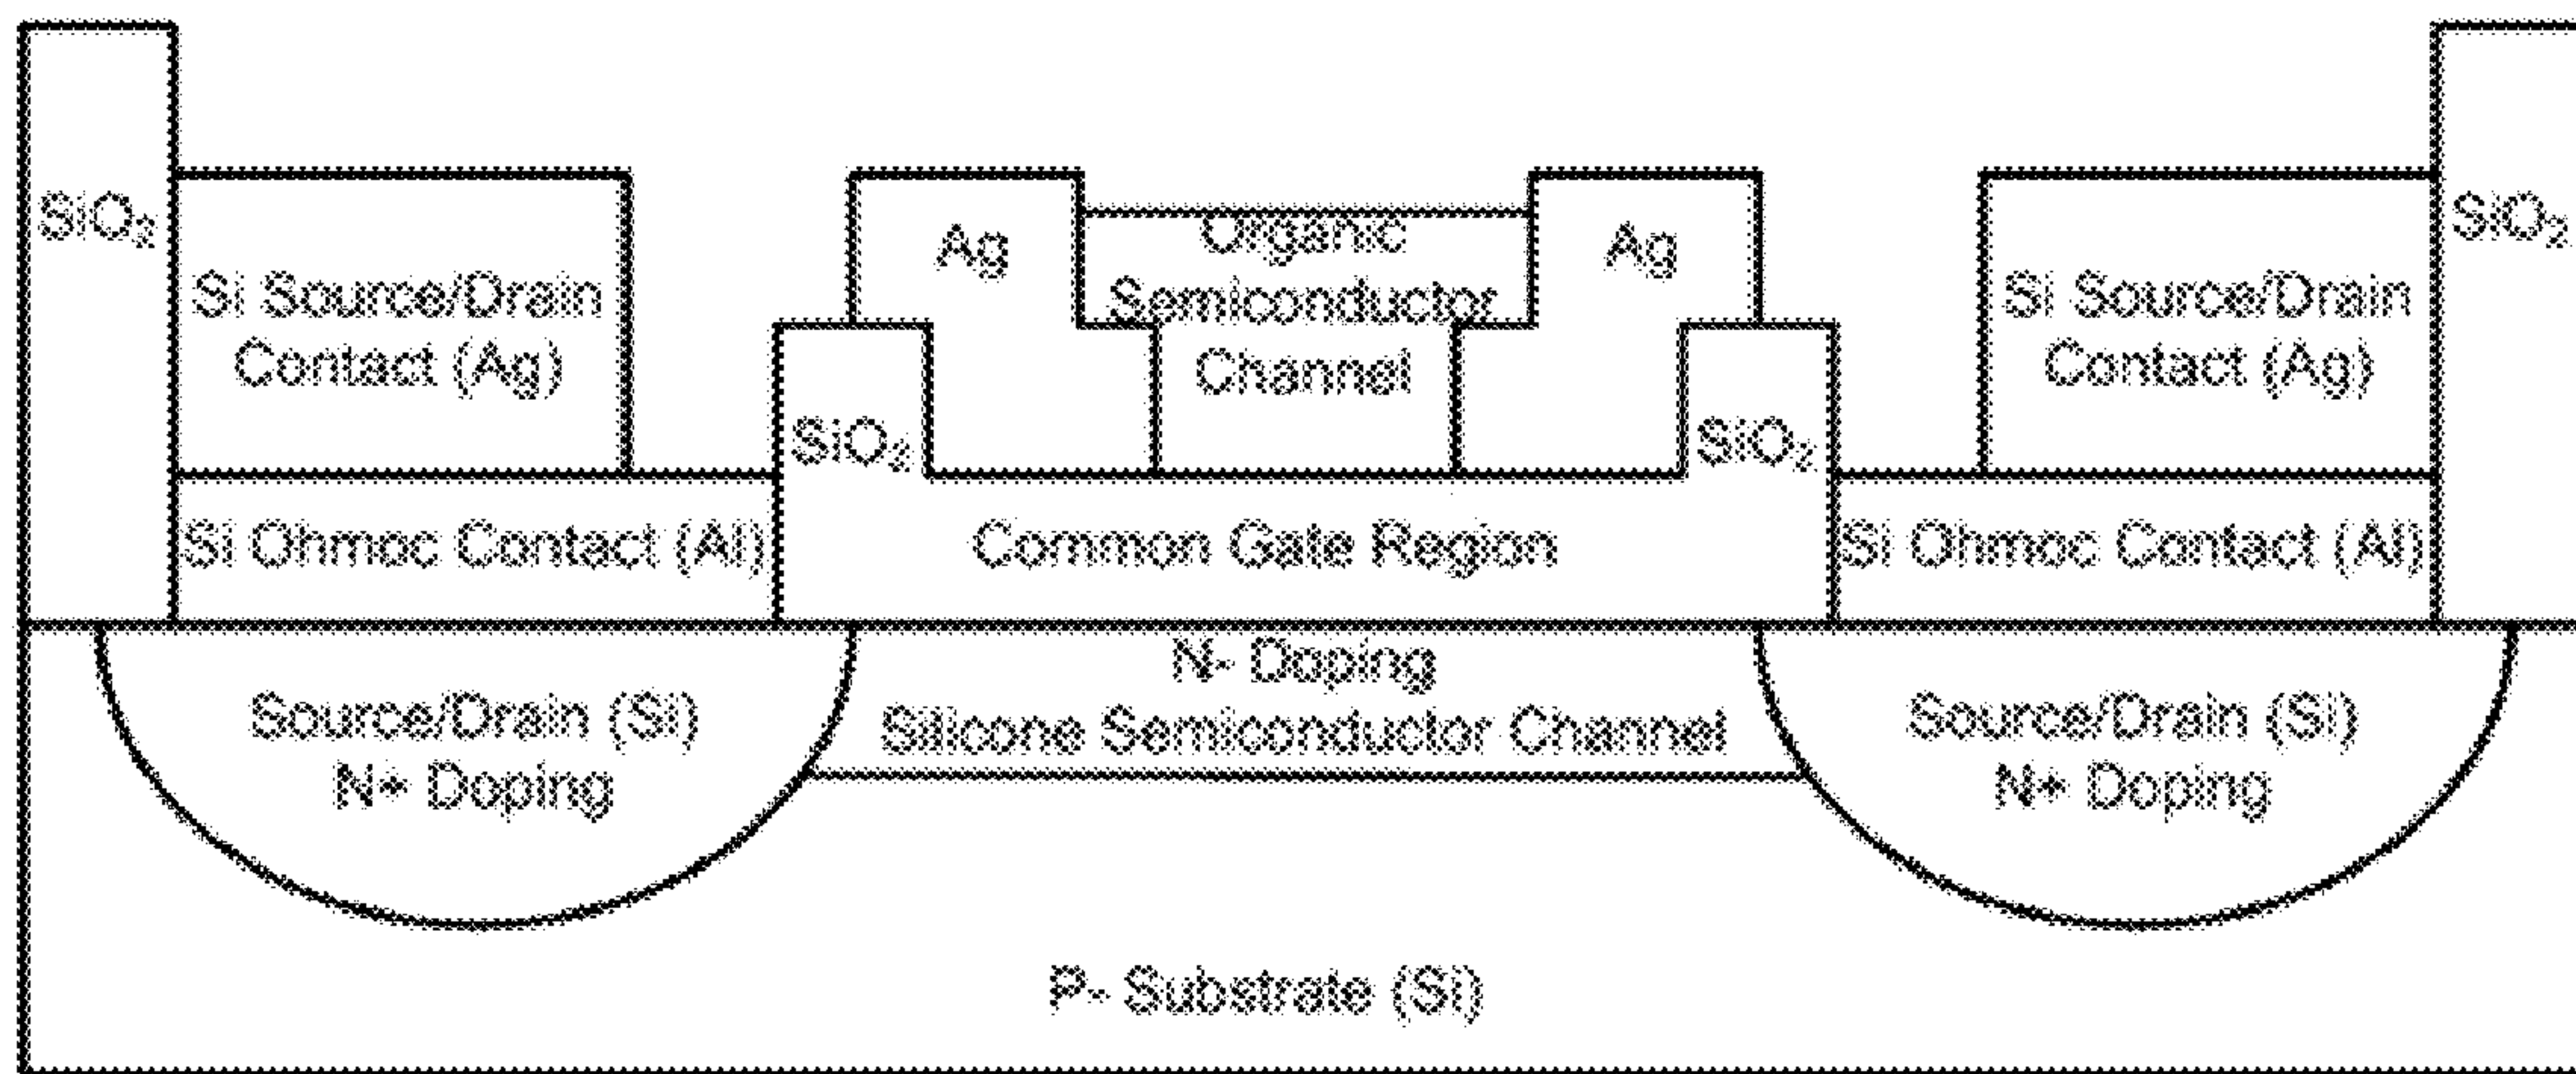 SiO₂
Si Source/Drain
Contact (Ag)
Ag
Organic
Semiconductor
Channel
Ag
Si Source/Drain
Contact (Ag)
SiO₂
SiO₂
SiO₂
Si Ohmoc Contact (Al)
Common Gate Region
Si Ohmoc Contact (Al)
Source/Drain (Si)
N+ Doping
N- Doping
Silicone Semiconductor Channel
Source/Drain (Si)
N+ Doping
P- Substrate (Si)